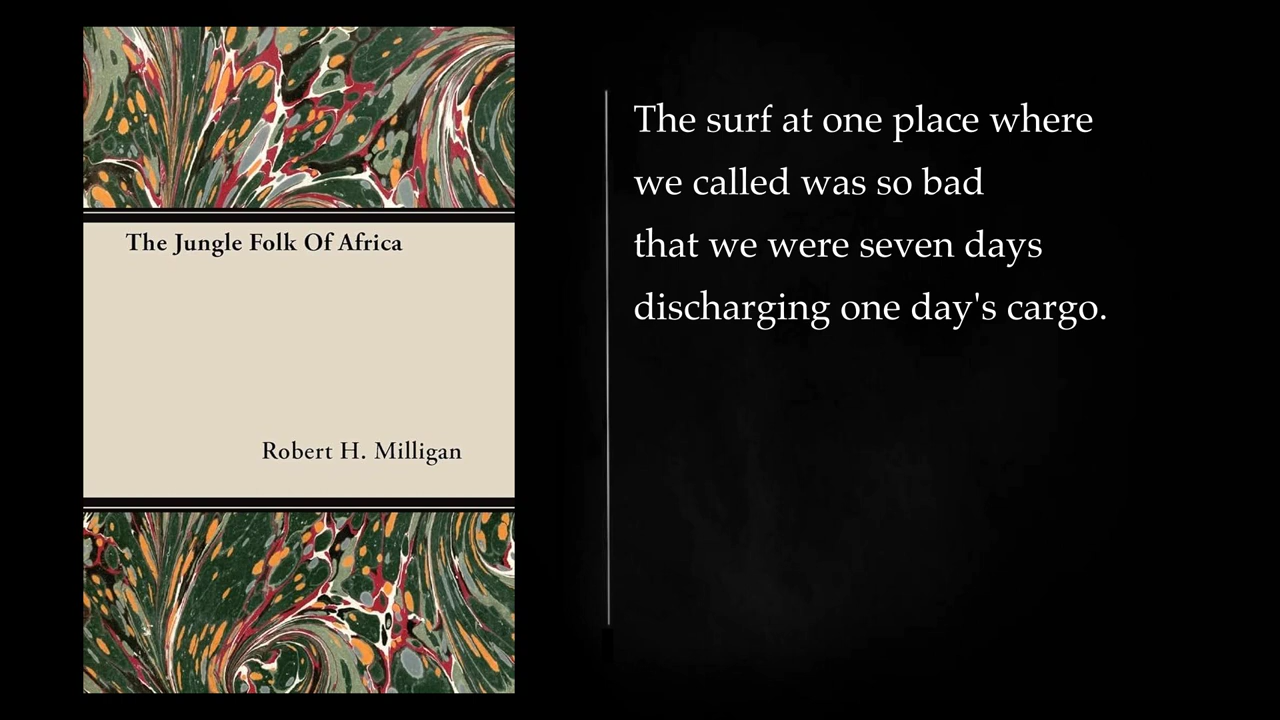 The Jungle Folk Of Africa
Robert H. Milligan
The surf at one place where
we called was so bad
that we were seven days
discharging one day's cargo.